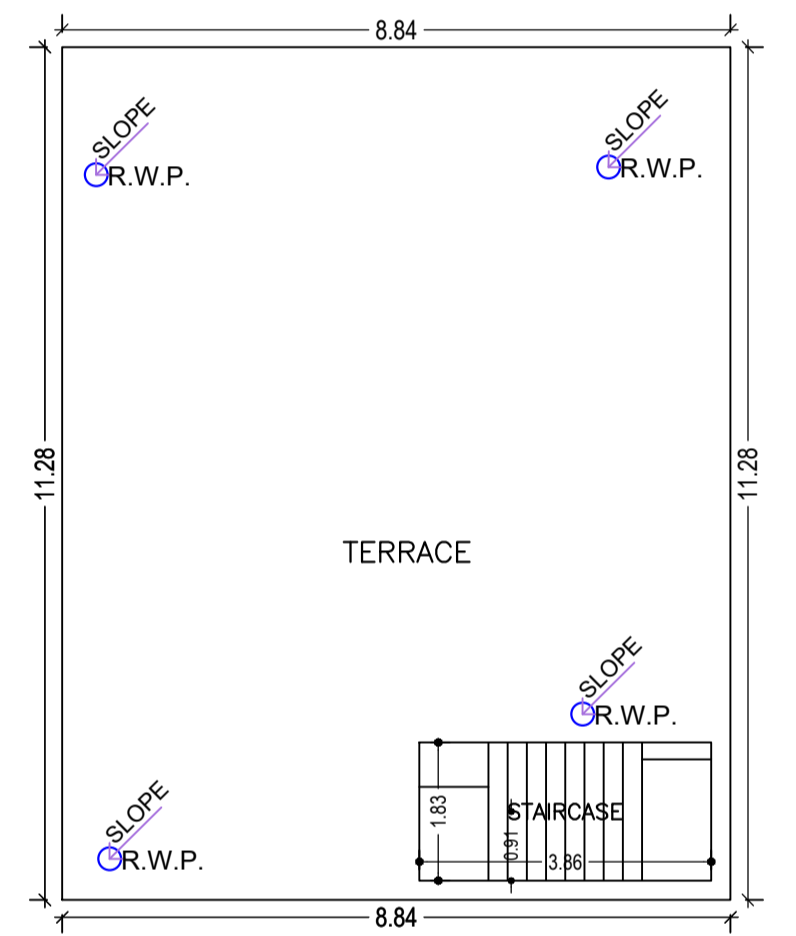 8.84
SLOPE
R.W.P.
SLOPE
R.W.P.
11.28
11.28
TERRACE
SLOPE
R.W.P.
SLOPE
R.W.P.
1.83
STAIRCASE
0.91
3.86
8.84